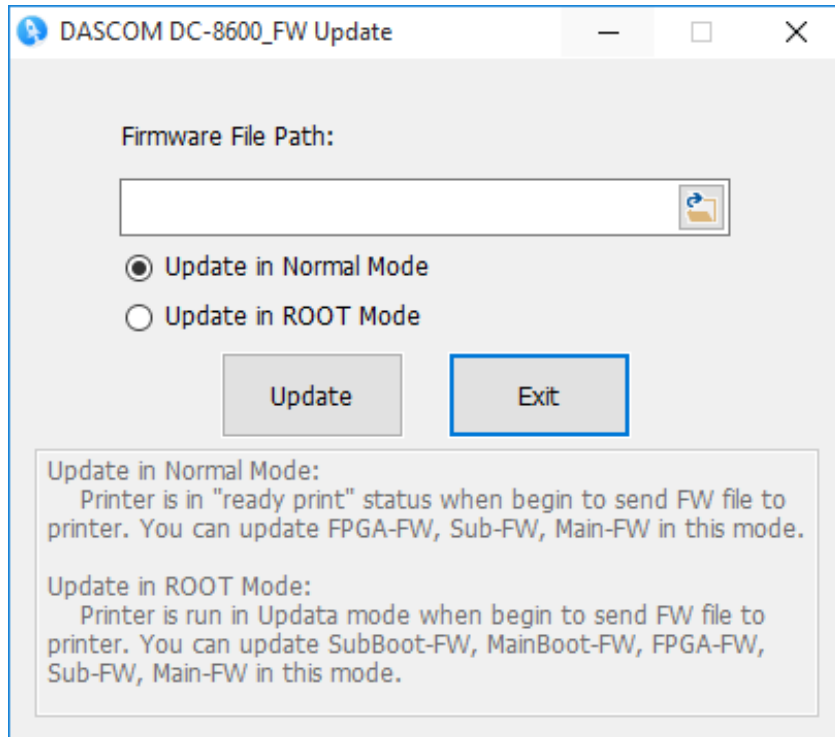 DASCOM DC-8600_FW Update
Firmware File Path:
Update in Normal Mode
Update in ROOT Mode
Update
Exit
Update in Normal Mode:
Printer is in "ready print" status when begin to send FW file to
printer. You can update FPGA-FW, Sub-FW, Main-FW in this mode.
Update in ROOT Mode:
Printer is run in Updata mode when begin to send FW file to
printer. You can update SubBoot-FW, MainBoot-FW, FPGA-FW,
Sub-FW, Main-FW in this mode.